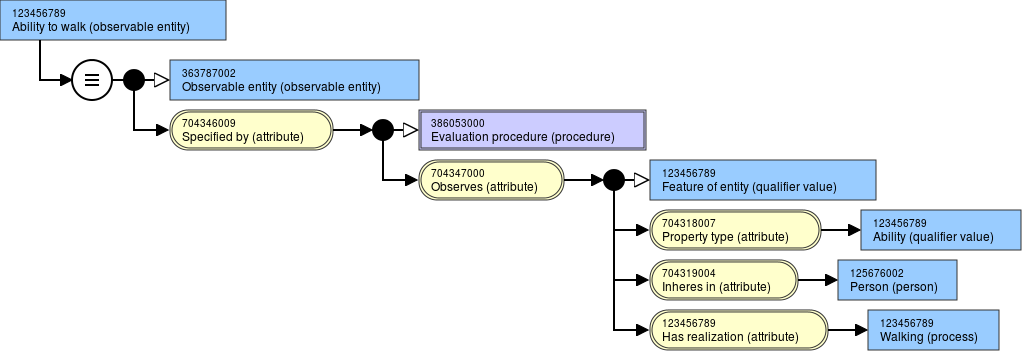 123456789
Ability to walk (observable entity)
363787002
Observable entity (observable entity)
704346009
Specified by (attribute)
386053000
Evaluation procedure (procedure)
704347000
Observes (attribute)
123456789
Feature of entity (qualifier value)
704318007
Property type (attribute)
123456789
Ability (qualifier value)
704319004
Inheres in (attribute)
125676002
Person (person)
123456789
Has realization (attribute)
123456789
Walking (process)